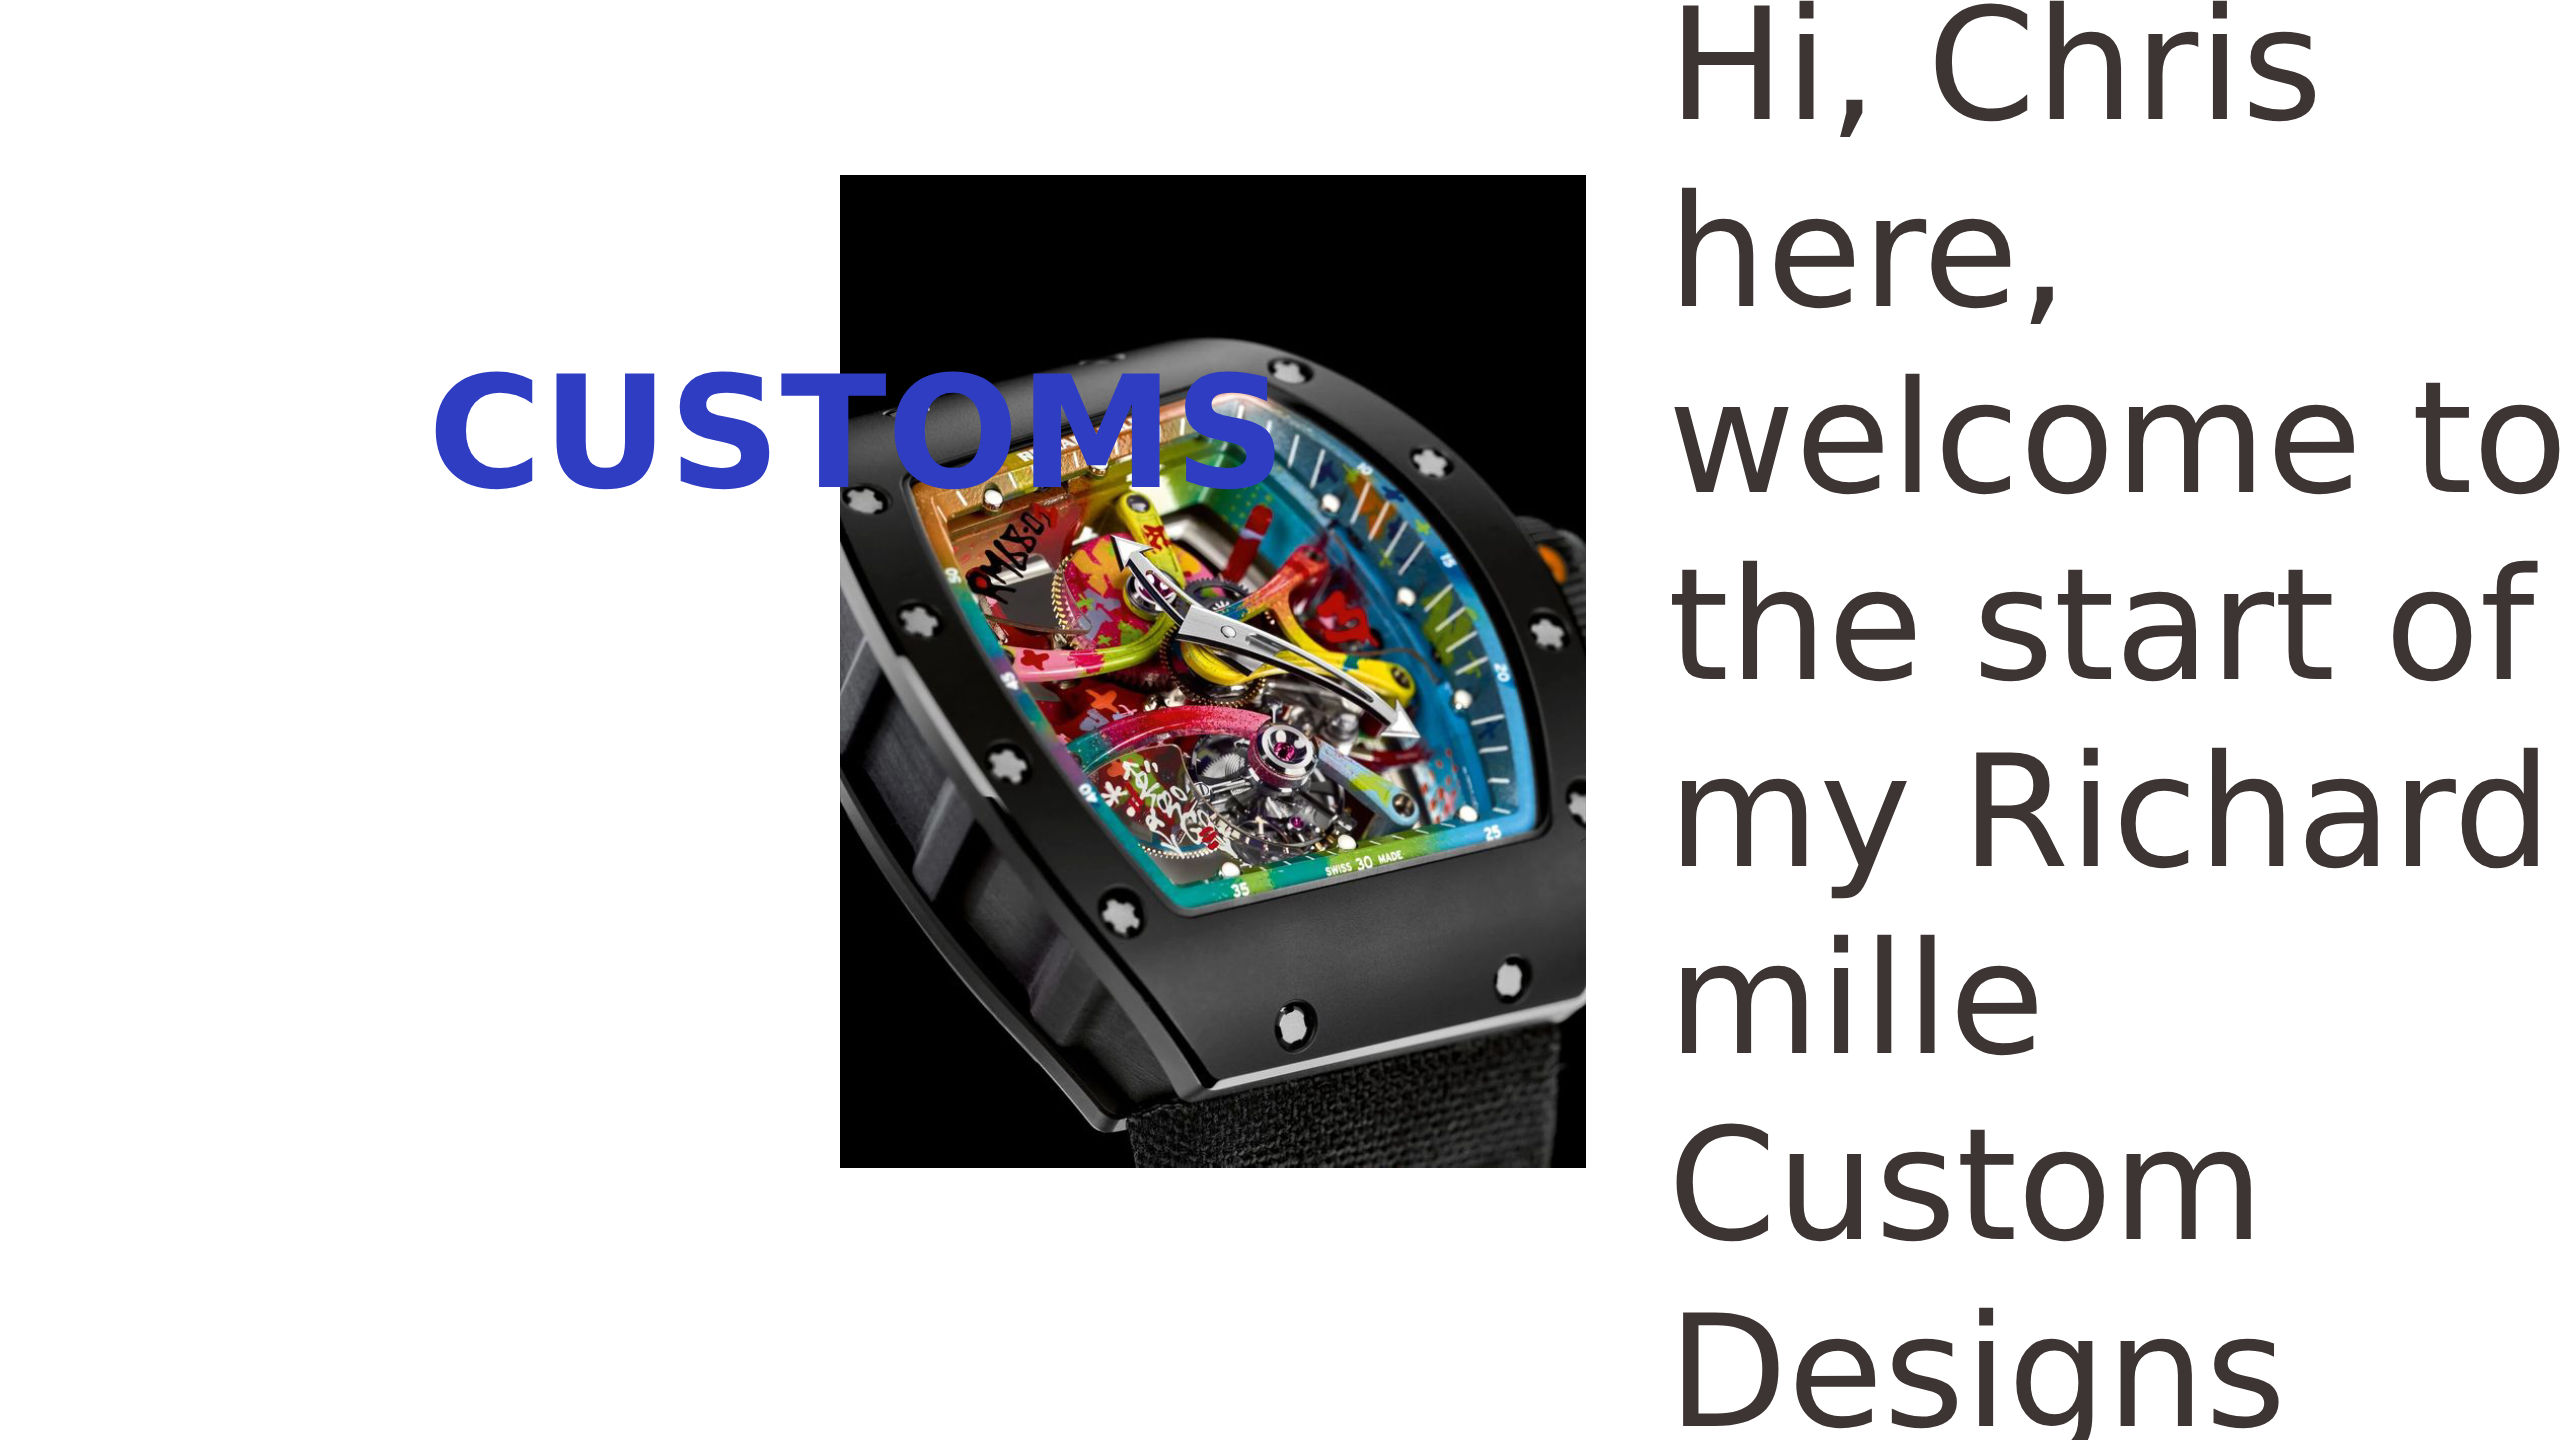 CUSTOMS
Hi, Chris
here,
welcome to
the start of
my Richard
mille
Custom
Designs
RM68-01
10
15
20
25
SWISS 30 MADE
35
40
45